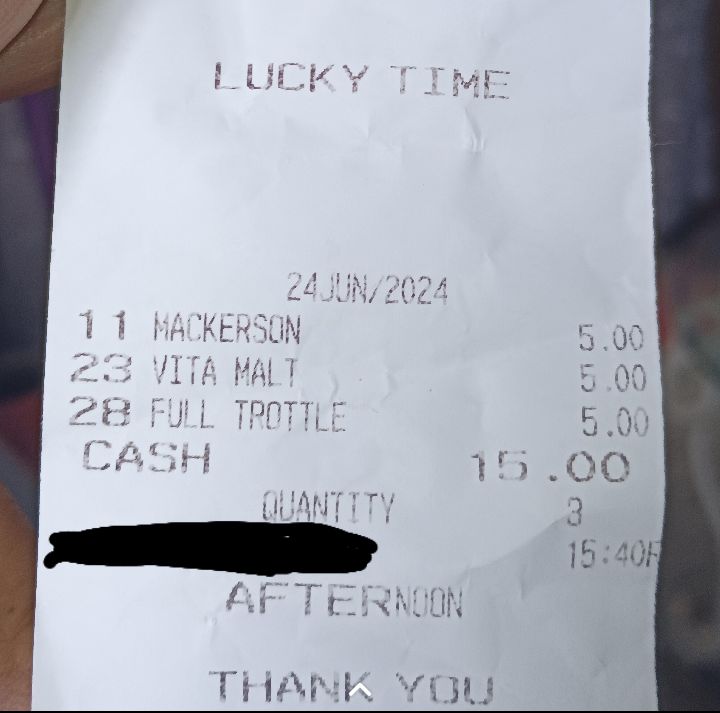 LUCKY TIME
24JUN/2024
11 MACKERSON 5.00
23 VITA MALT 5.00
28 FULL TROTTLE 5.00
CASH 15.00
QUANTITY 3
15:40P
AFTERNOON
THANK YOU